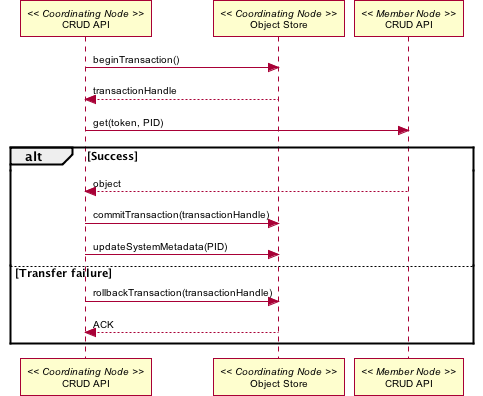 << Coordinating Node >>
CRUD API
<< Coordinating Node >>
Object Store
<< Member Node >>
CRUD API
beginTransaction()
transactionHandle
get(token, PID)
alt
[Success]
object
commitTransaction(transactionHandle)
updateSystemMetadata(PID)
[Transfer failure]
rollbackTransaction(transactionHandle)
ACK
<< Coordinating Node >>
CRUD API
<< Coordinating Node >>
Object Store
<< Member Node >>
CRUD API